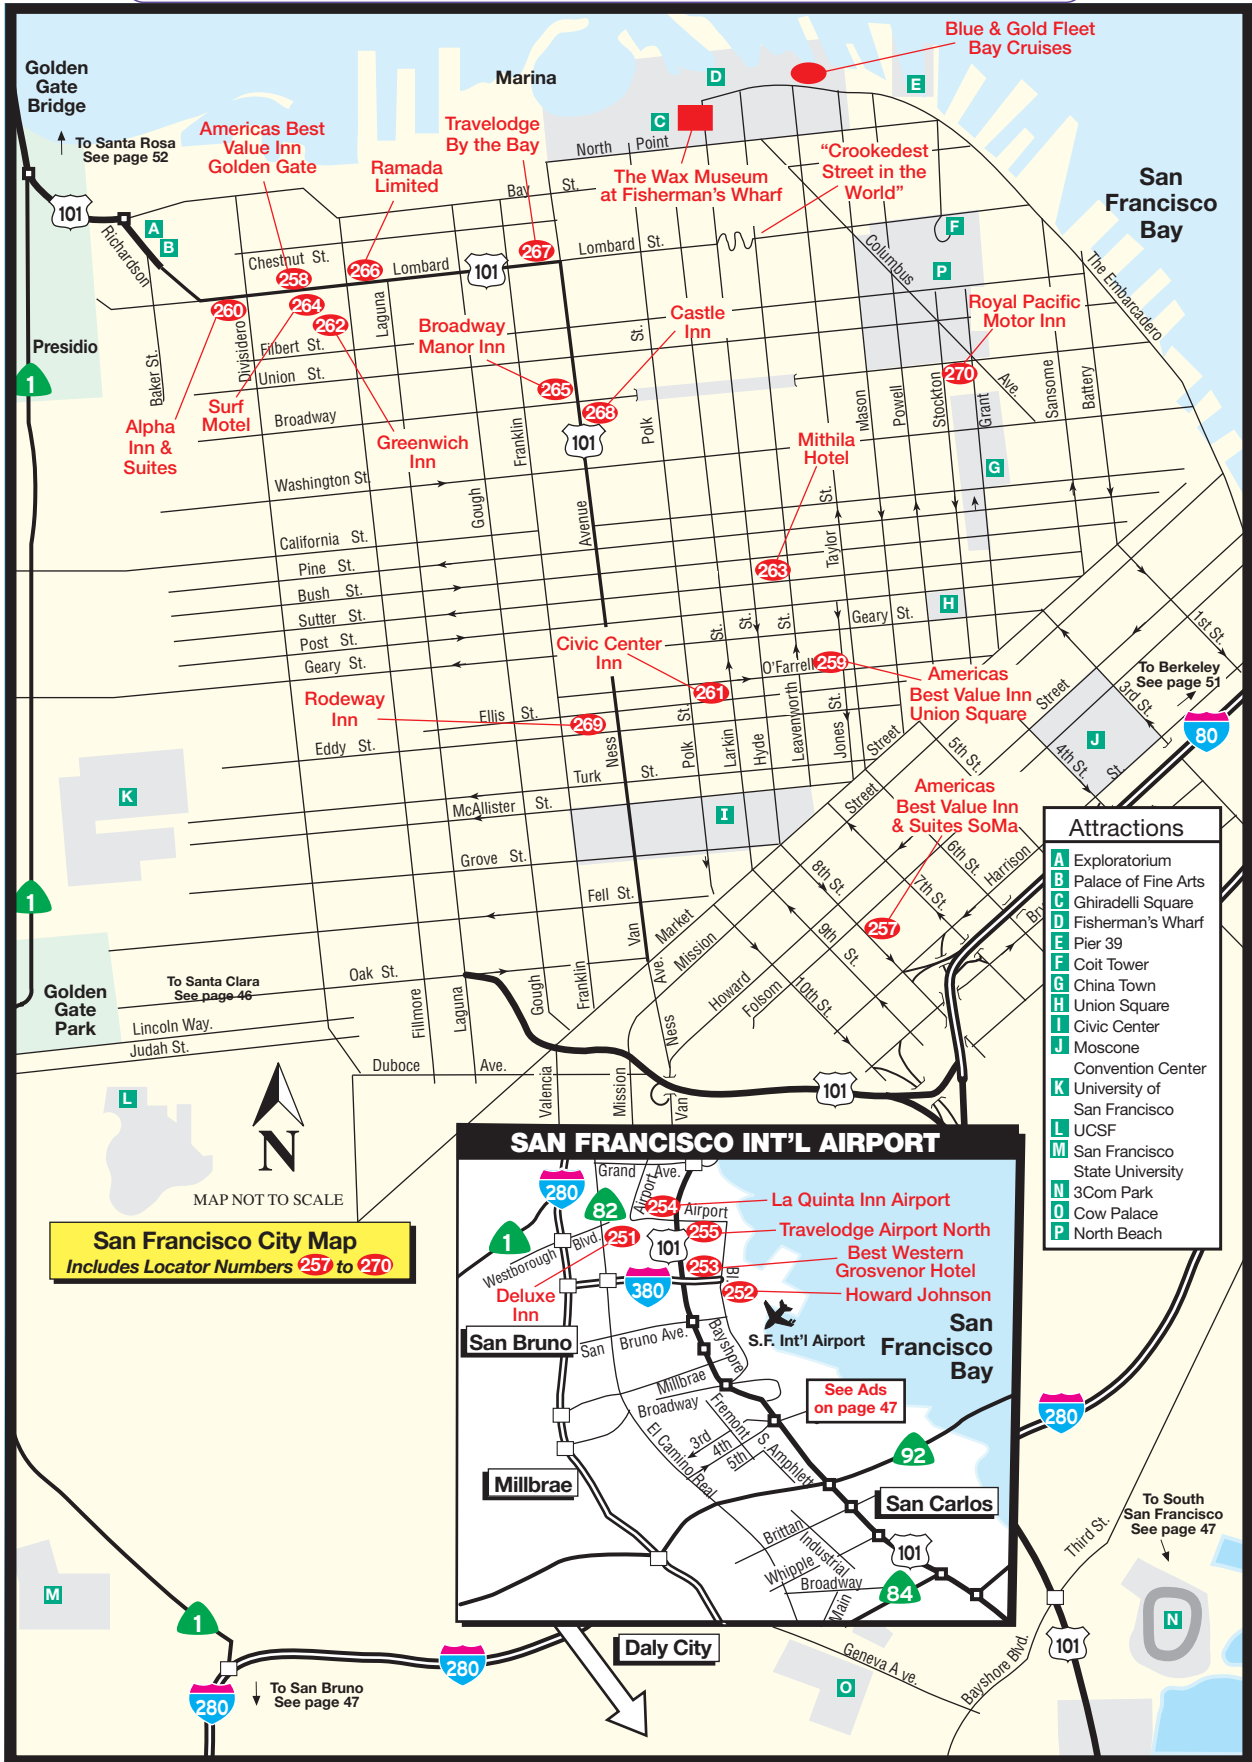 Blue & Gold Fleet
Bay Cruises
Golden
Gate
Bridge
Marina
D
E
To Santa Rosa
See page 52
Americas Best
Value Inn
Golden Gate
Travelodge
By the Bay
C
North Point
Ramada
Limited
The Wax Museum
at Fisherman's Wharf
"Crookedest
Street in the
World"
San
Francisco
Bay
Bay St.
101
A
B
Richardson
Chestnut St.
258
266
Lombard
101
267
Lombard St.
Columbus
F
P
The Embarcadero
260
264
262
Laguna
Divisidero
Baker St.
Presidio
1
Filbert St.
Union St.
Broadway
Broadway
Manor Inn
Castle
Inn
St.
Royal Pacific
Motor Inn
270
Ave.
265
268
101
Polk
Franklin
Mason
Powell
Stockton
Grant
Sansome
Battery
Alpha
Inn &
Suites
Surf
Motel
Greenwich
Inn
Mithila
Hotel
G
Washington St.
Gough
Avenue
St.
Taylor
California St.
Pine St.
Bush St.
Sutter St.
Post St.
Geary St.
263
H
Geary St.
St.
St.
St.
1st St.
Civic Center
Inn
O'Farrell
259
261
Americas
Best Value Inn
Union Square
To Berkeley
See page 51
3rd St.
Street
80
Rodeway
Inn
Ellis St.
269
Eddy St.
Ness
St.
Polk
Larkin
Hyde
Leavenworth
Jones St.
Street
5th St.
4th St.
St
J
Turk St.
McAllister St.
K
I
Street
Americas
Best Value Inn
& Suites SoMa
Grove St.
6th St.
Harrison
8th St.
7th St.
Fell St.
1
257
Van
Market
Mission
9th
St.
Golden
Gate
Park
To Santa Clara
See page 46
Oak St.
Lincoln Way.
Judah St.
Fillmore
Laguna
Gough
Franklin
Ave.
Ness
Howard
Folsom
10th St.
Duboce Ave.
Valencia
Mission
Van
101
L
N
MAP NOT TO SCALE
San Francisco City Map
Includes Locator Numbers 257 to 270
Attractions
A Exploratorium
B Palace of Fine Arts
C Ghiradelli Square
D Fisherman's Wharf
E Pier 39
F Coit Tower
G China Town
H Union Square
I Civic Center
J Moscone
Convention Center
K University of
San Francisco
L UCSF
M San Francisco
State University
N 3Com Park
O Cow Palace
P North Beach
SAN FRANCISCO INT'L AIRPORT
Grand Ave.
280
82
Airport
254
Airport
La Quinta Inn Airport
1
Westborough Blvd.
251
101
255
Travelodge Airport North
253
Best Western
Grosvenor Hotel
380
Bl.
252
Howard Johnson
Deluxe
Inn
San Bruno
San Bruno Ave.
Bayshore
S.F. Int'l Airport
San
Francisco
Bay
Millbrae
Broadway
See Ads
on page 47
Fremont
3rd
4th
5th
S. Amphlett
El Camino Real
92
Millbrae
San Carlos
Brittan
Industrial
101
Whipple
Broadway
84
Main
280
To South
San Francisco
See page 47
Third St.
M
1
280
280
To San Bruno
See page 47
Daly City
Geneva Ave.
O
Bayshore Blvd.
101
N